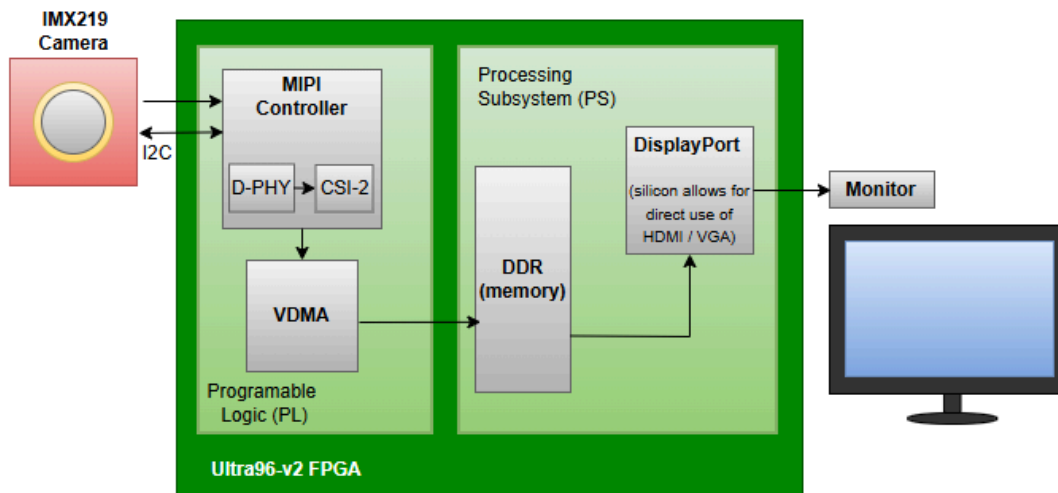 IMX219
Camera
I2C
MIPI
Controller
D-PHY
CSI-2
VDMA
Programable
Logic (PL)
Processing
Subsystem (PS)
DDR
(memory)
DisplayPort
(silicon allows for
direct use of
HDMI / VGA)
Monitor
Ultra96-v2 FPGA